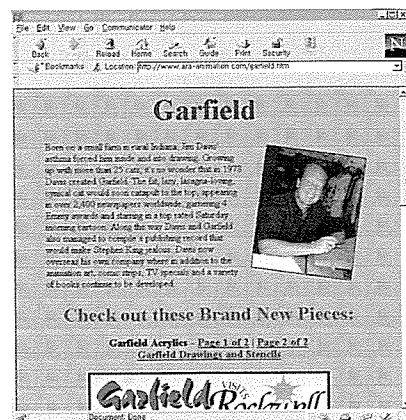 File Edit View Go Communicator Help
Back Reload Home Search Guide Print Security
Bookmarks Location: http://www.ara-animation.com/garfield.htm
Garfield
Born on a small farm in rural Indiana, Jim Davis'
asthma forced him inside and into drawing. Growing
up with more than 25 cats, it's no wonder that in 1978
Davis created Garfield. The fat, lazy, lasagna-loving,
cynical cat would soon catapult to the top, appearing
in over 2,400 newspapers worldwide, garnering 4
Emmy awards and starring in a top rated Saturday
morning cartoon. Along the way Davis and Garfield
also managed to compile a publishing record that
would make Stephen King jealous. Davis now
overseas his own company where in addition to the
animation art, comic strips, TV specials and a variety
of books continue to be developed.
Check out these Brand New Pieces:
Garfield Acrylics - Page 1 of 2 | Page 2 of 2
Garfield Drawings and Stencils
Garfield VISITS Rockwell
Document: Done